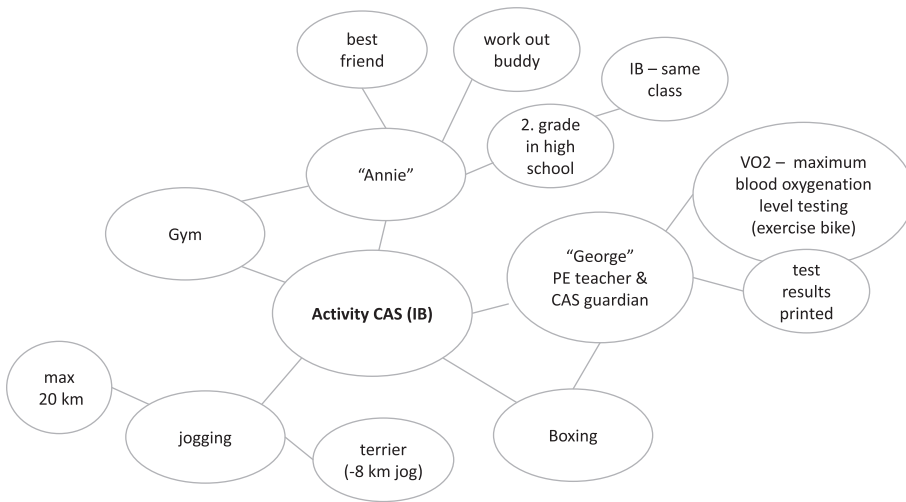 best
friend
work out
buddy
IB – same
class
2. grade
in high
school
“Annie”
VO2 – maximum
blood oxygenation
level testing
(exercise bike)
Gym
“George”
PE teacher &
CAS guardian
test
results
printed
Activity CAS (IB)
max
20 km
jogging
terrier
(-8 km jog)
Boxing